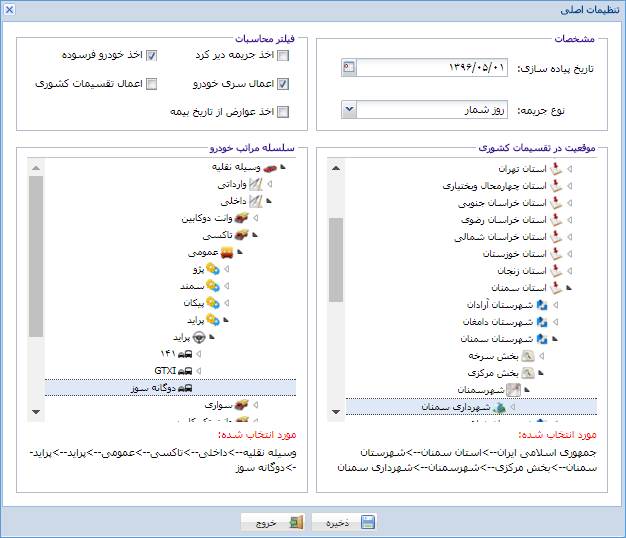 تنظیمات اصلی
مشخصات
تاریخ پیاده سازی:
۱۳۹۶/۰۵/۰۱
نوع جریمه:
روز شمار
فیلتر محاسبات
اخذ جریمه دیر کرد
اخذ خودرو فرسوده
اعمال سری خودرو
اعمال تقسیمات کشوری
اخذ عوارض از تاریخ بیمه
موقعیت در تقسیمات کشوری
استان تهران
استان چهارمحال وبختیاری
استان خراسان جنوبی
استان خراسان رضوی
استان خراسان شمالی
استان خوزستان
استان زنجان
استان سمنان
شهرستان آرادان
شهرستان دامغان
شهرستان سمنان
بخش سرخه
بخش مرکزی
شهرسمنان
شهرداری سمنان
مورد انتخاب شده:
جمهوری اسلامی ایران-->استان سمنان-->شهرستان
سمنان-->بخش مرکزی-->شهرسمنان-->شهرداری سمنان
سلسله مراتب خودرو
وسیله نقلیه
وارداتی
داخلی
وانت دوکابین
تاکسی
عمومی
پژو
سمند
پیکان
پراید
پراید
۱۴۱
GTXI
دوگانه سوز
سواری
مورد انتخاب شده:
وسیله نقلیه-->داخلی-->تاکسی-->عمومی-->پراید-->پراید-
->دوگانه سوز
ذخیره
خروج